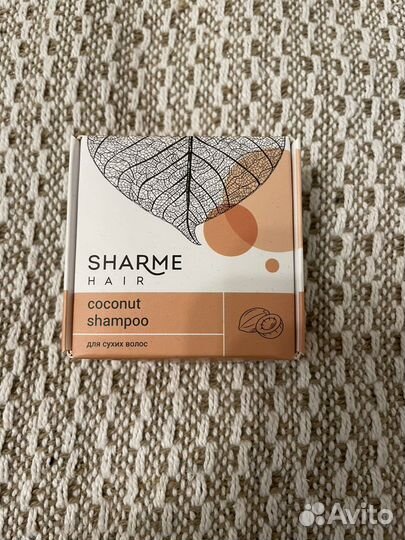 SHARME
HAIR
coconut
shampoo
для сухих волос
Avito